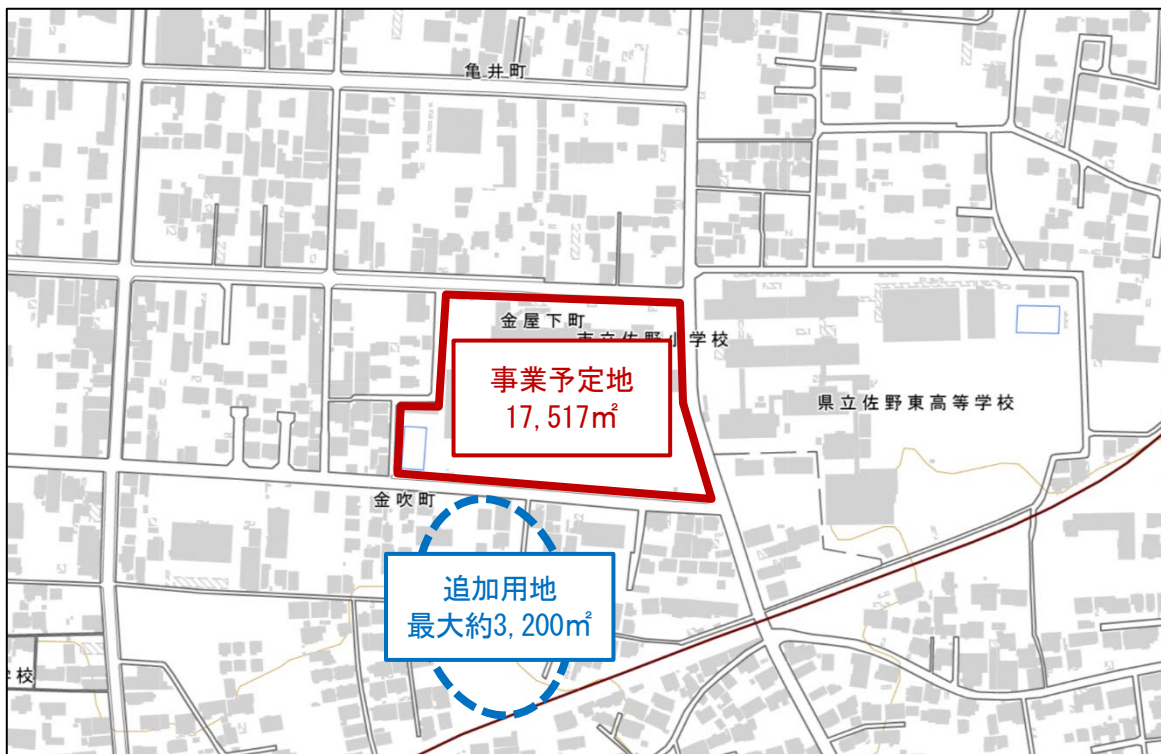 亀井町
金屋下町
市立佐野小学校
事業予定地
17,517㎡
県立佐野東高等学校
金吹町
追加用地
最大約3,200㎡
学校